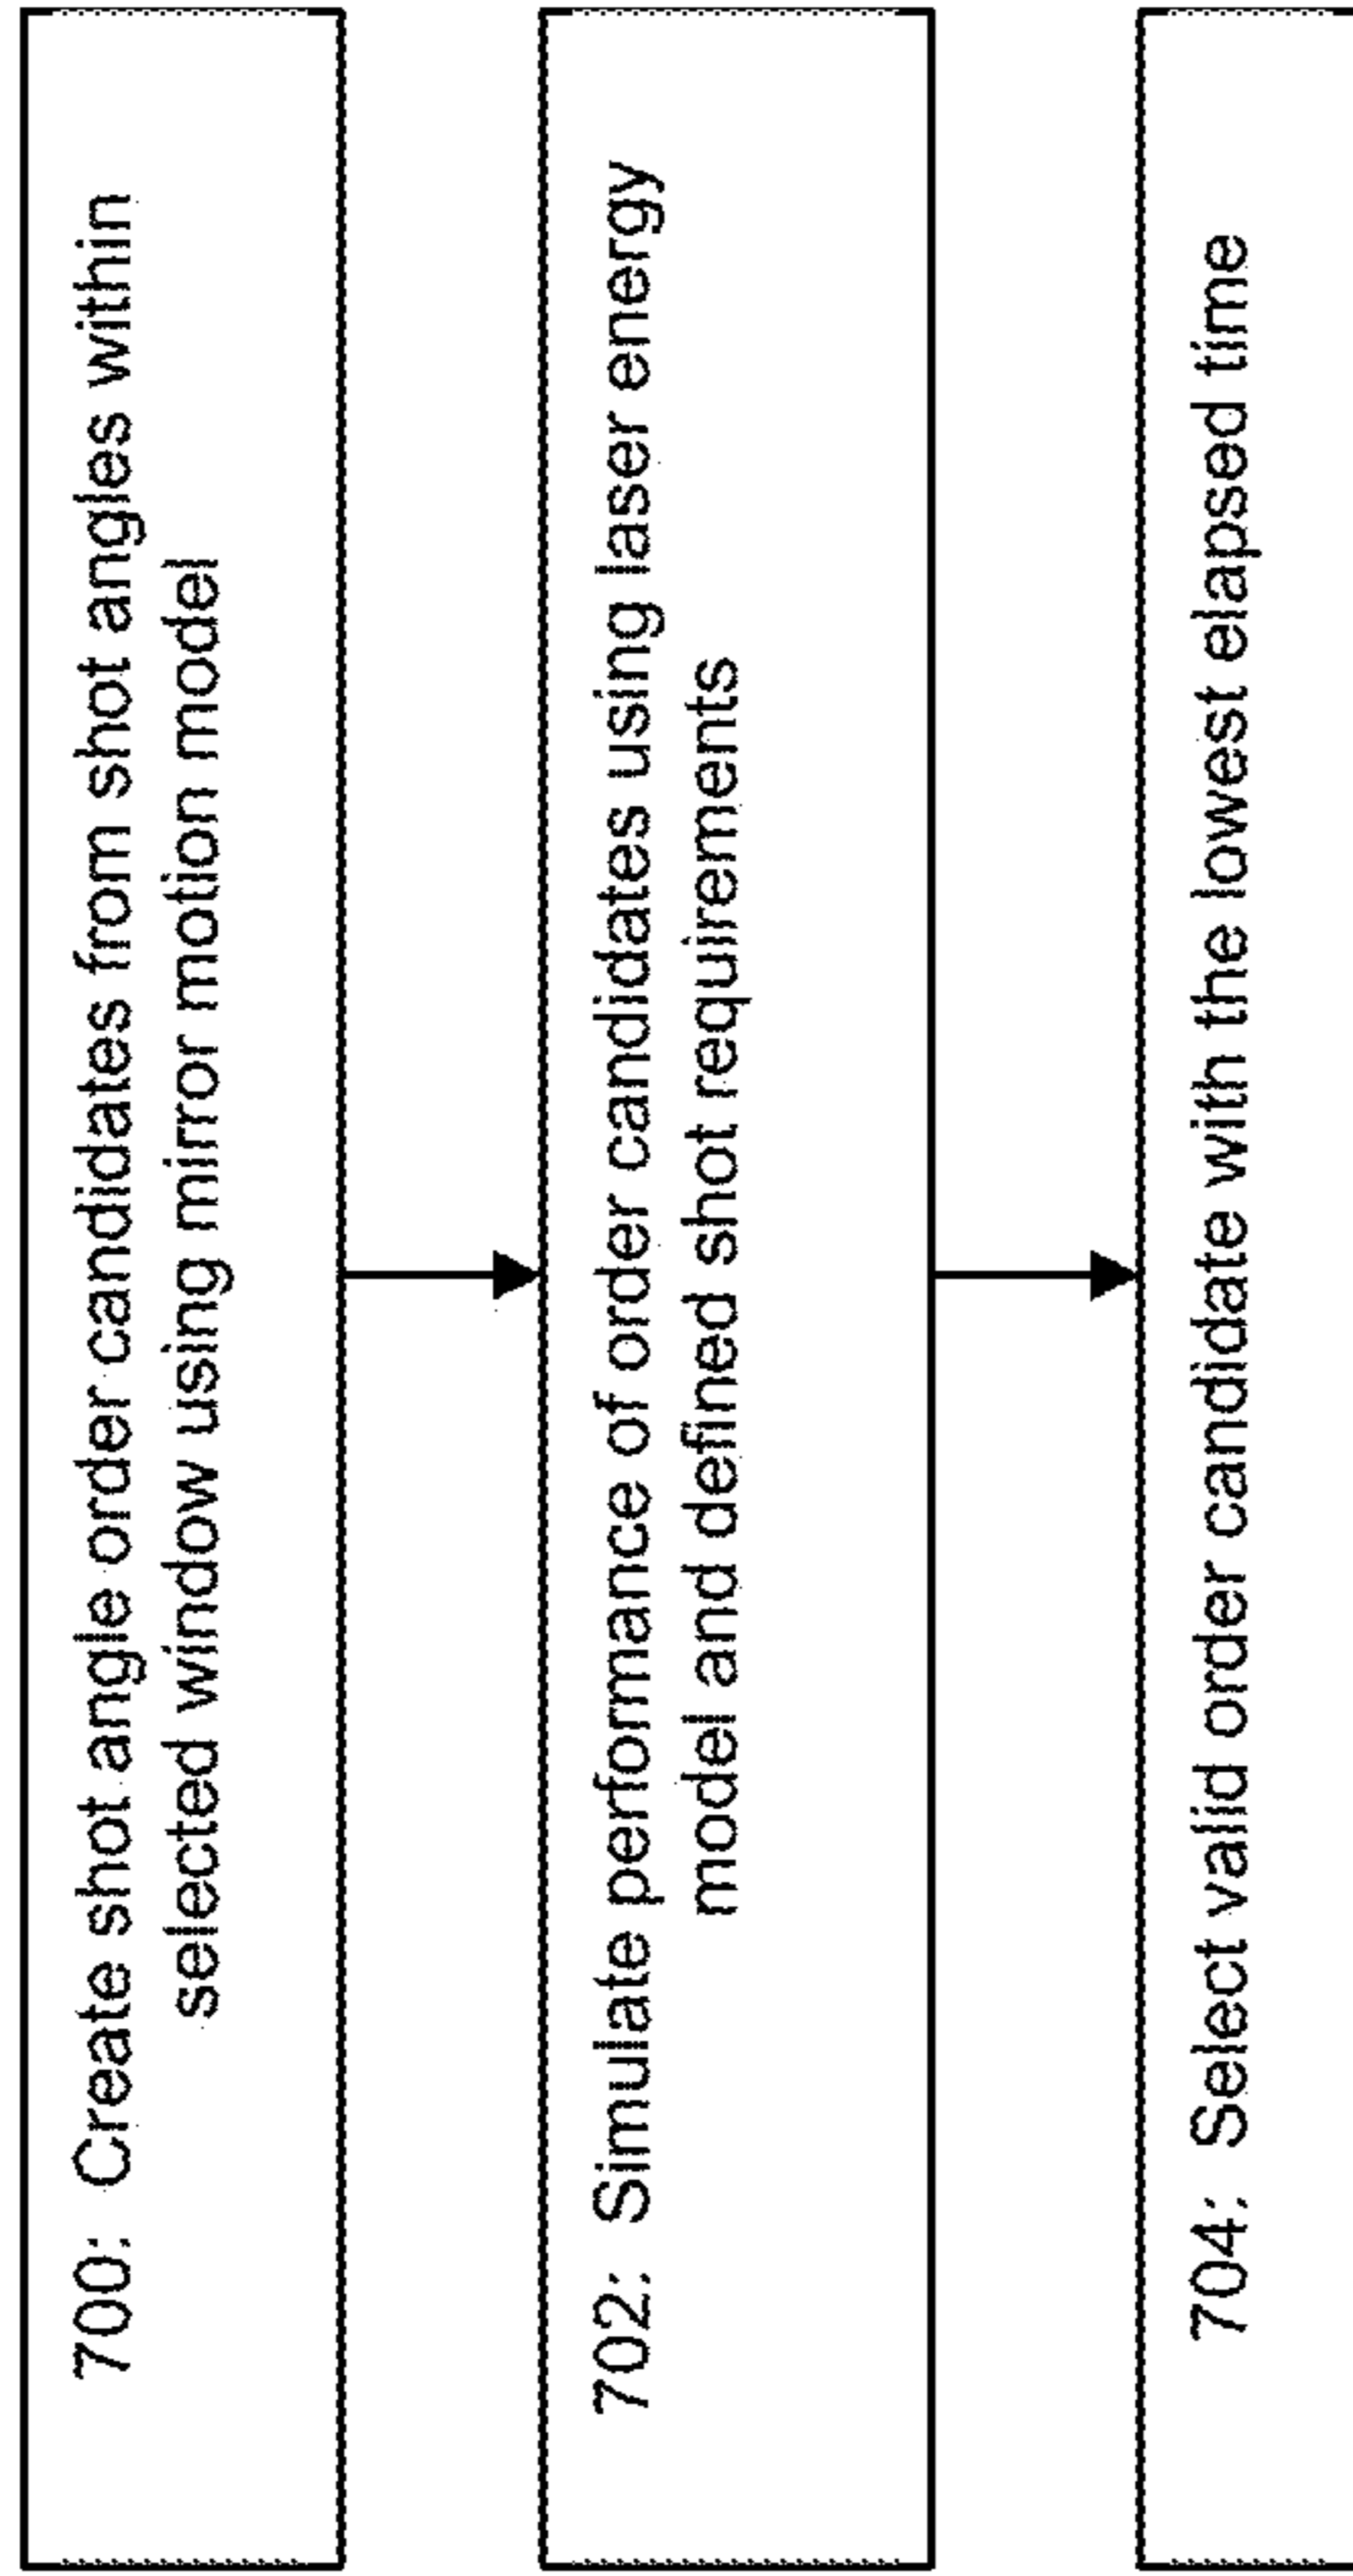 700: Create shot angle order candidates from shot angles within
selected window using mirror motion model
702: Simulate performance of order candidates using laser energy
model and defined shot requirements
704: Select valid order candidate with the lowest elapsed time